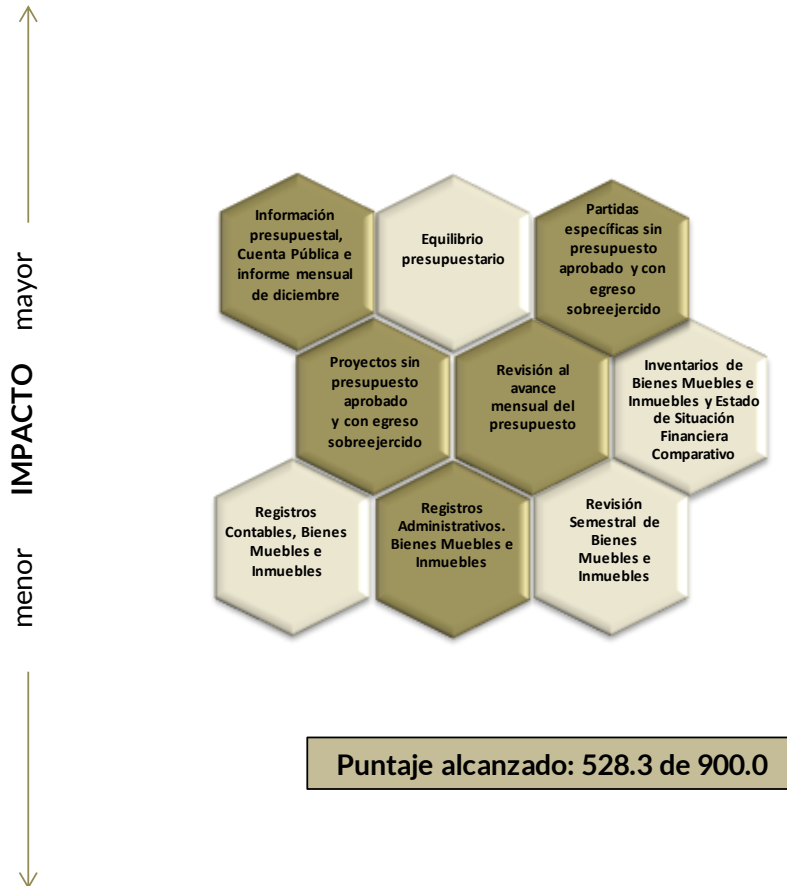 mayor
IMPACTO
menor
Información
presupuestal,
Cuenta Pública e
informe mensual
de diciembre
Equilibrio
presupuestario
Partidas
específicas sin
presupuesto
aprobado y con
egreso
sobreejercido
Proyectos sin
presupuesto
aprobado
y con egreso
sobreejercido
Revisión al
avance
mensual del
presupuesto
Inventarios de
Bienes Muebles e
Inmuebles y Estado
de Situación
Financiera
Comparativo
Registros
Contables, Bienes
Muebles e
Inmuebles
Registros
Administrativos.
Bienes Muebles e
Inmuebles
Revisión
Semestral de
Bienes
Muebles e
Inmuebles
Puntaje alcanzado: 528.3 de 900.0